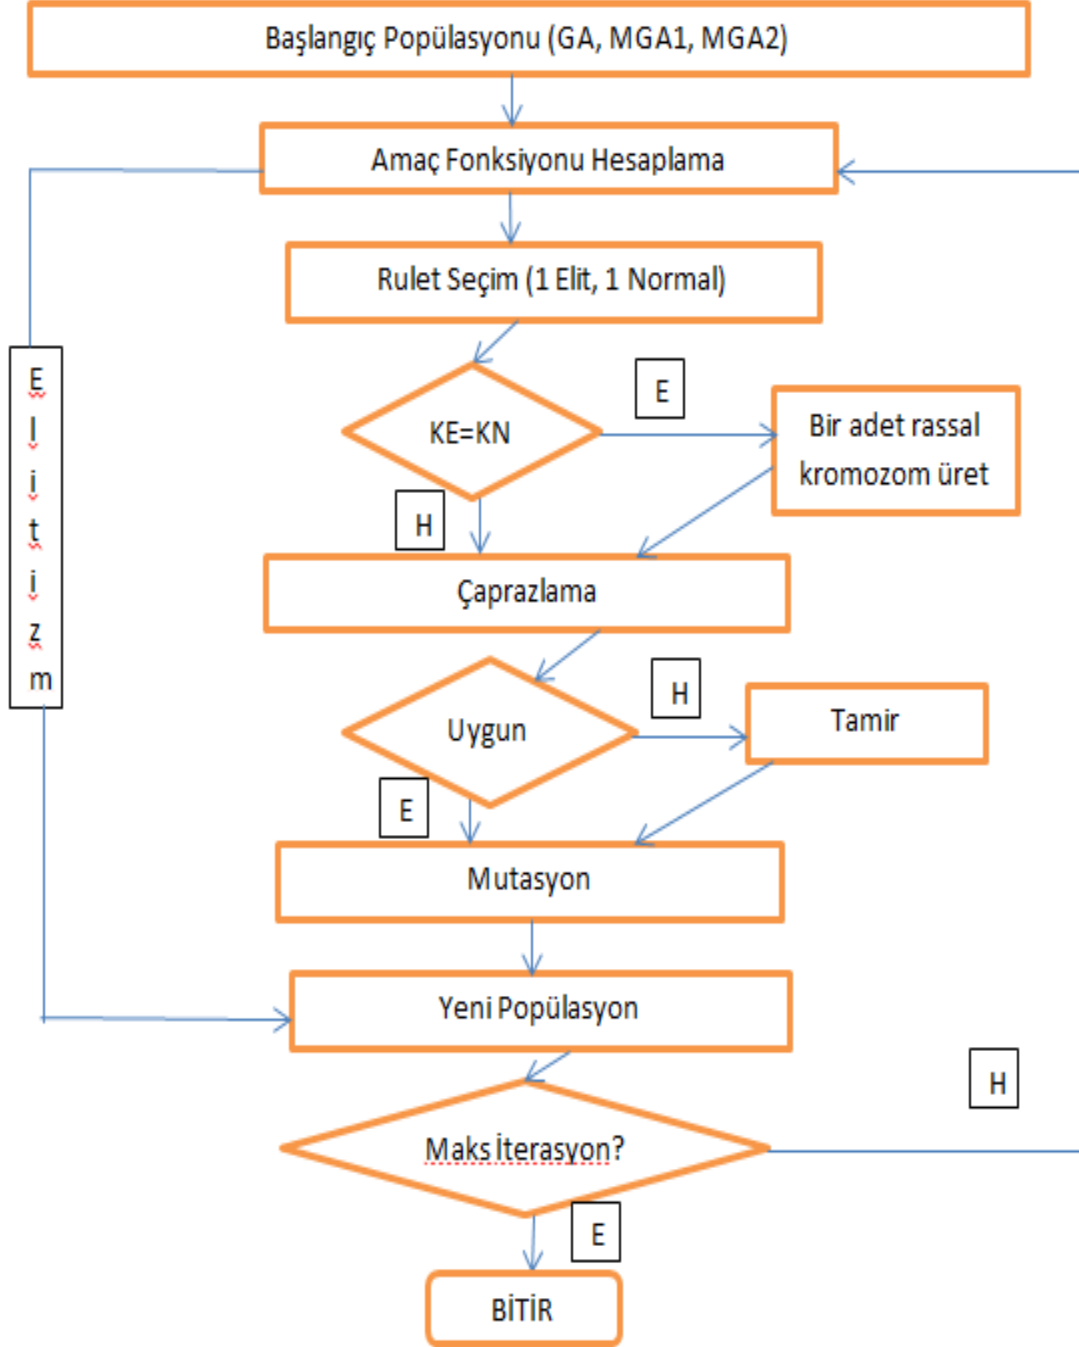 Başlangıç Popülasyonu (GA, MGA1, MGA2)
Amaç Fonksiyonu Hesaplama
Rulet Seçim (1 Elit, 1 Normal)
E
l
i
t
i
z
m
KE=KN
E
Bir adet rassal
kromozom üret
H
Çaprazlama
Uygun
H
Tamir
E
Mutasyon
Yeni Popülasyon
Maks İterasyon?
H
E
BİTİR